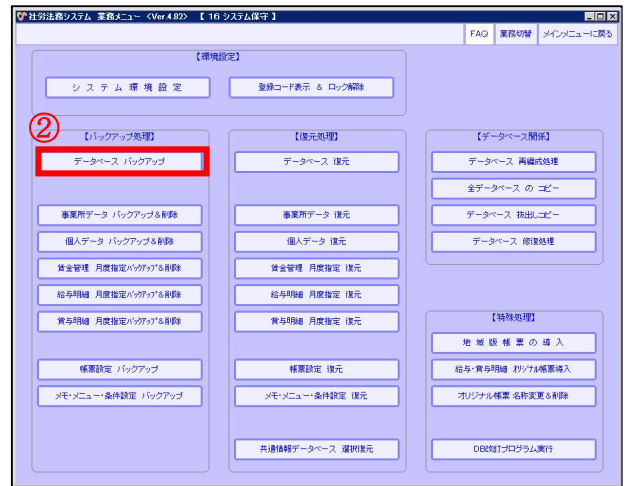 社労法務システム 業務メニュー <Ver.4.82> 【 16 システム保守 】
FAQ 業務切替 メインメニューに戻る
【環境設定】
システム環境設定
登録コード表示 & ロック解除
②
【バックアップ処理】
データベース バックアップ
事業所データ バックアップ&削除
個人データ バックアップ&削除
賃金管理 月度指定バックアップ&削除
給与明細 月度指定バックアップ&削除
賞与明細 月度指定バックアップ&削除
帳票設定 バックアップ
メモ・メニュー・条件設定 バックアップ
【復元処理】
データベース 復元
事業所データ 復元
個人データ 復元
賃金管理 月度指定 復元
給与明細 月度指定 復元
賞与明細 月度指定 復元
帳票設定 復元
メモ・メニュー・条件設定 復元
共通情報データベース 選択復元
【データベース関係】
データベース 再編成処理
全データベース の コピー
データベース 抜出しコピー
データベース 修復処理
【特殊処理】
地域版帳票の導入
給与・賞与明細 オリジナル帳票導入
オリジナル帳票 名称変更&削除
DB改訂プログラム実行